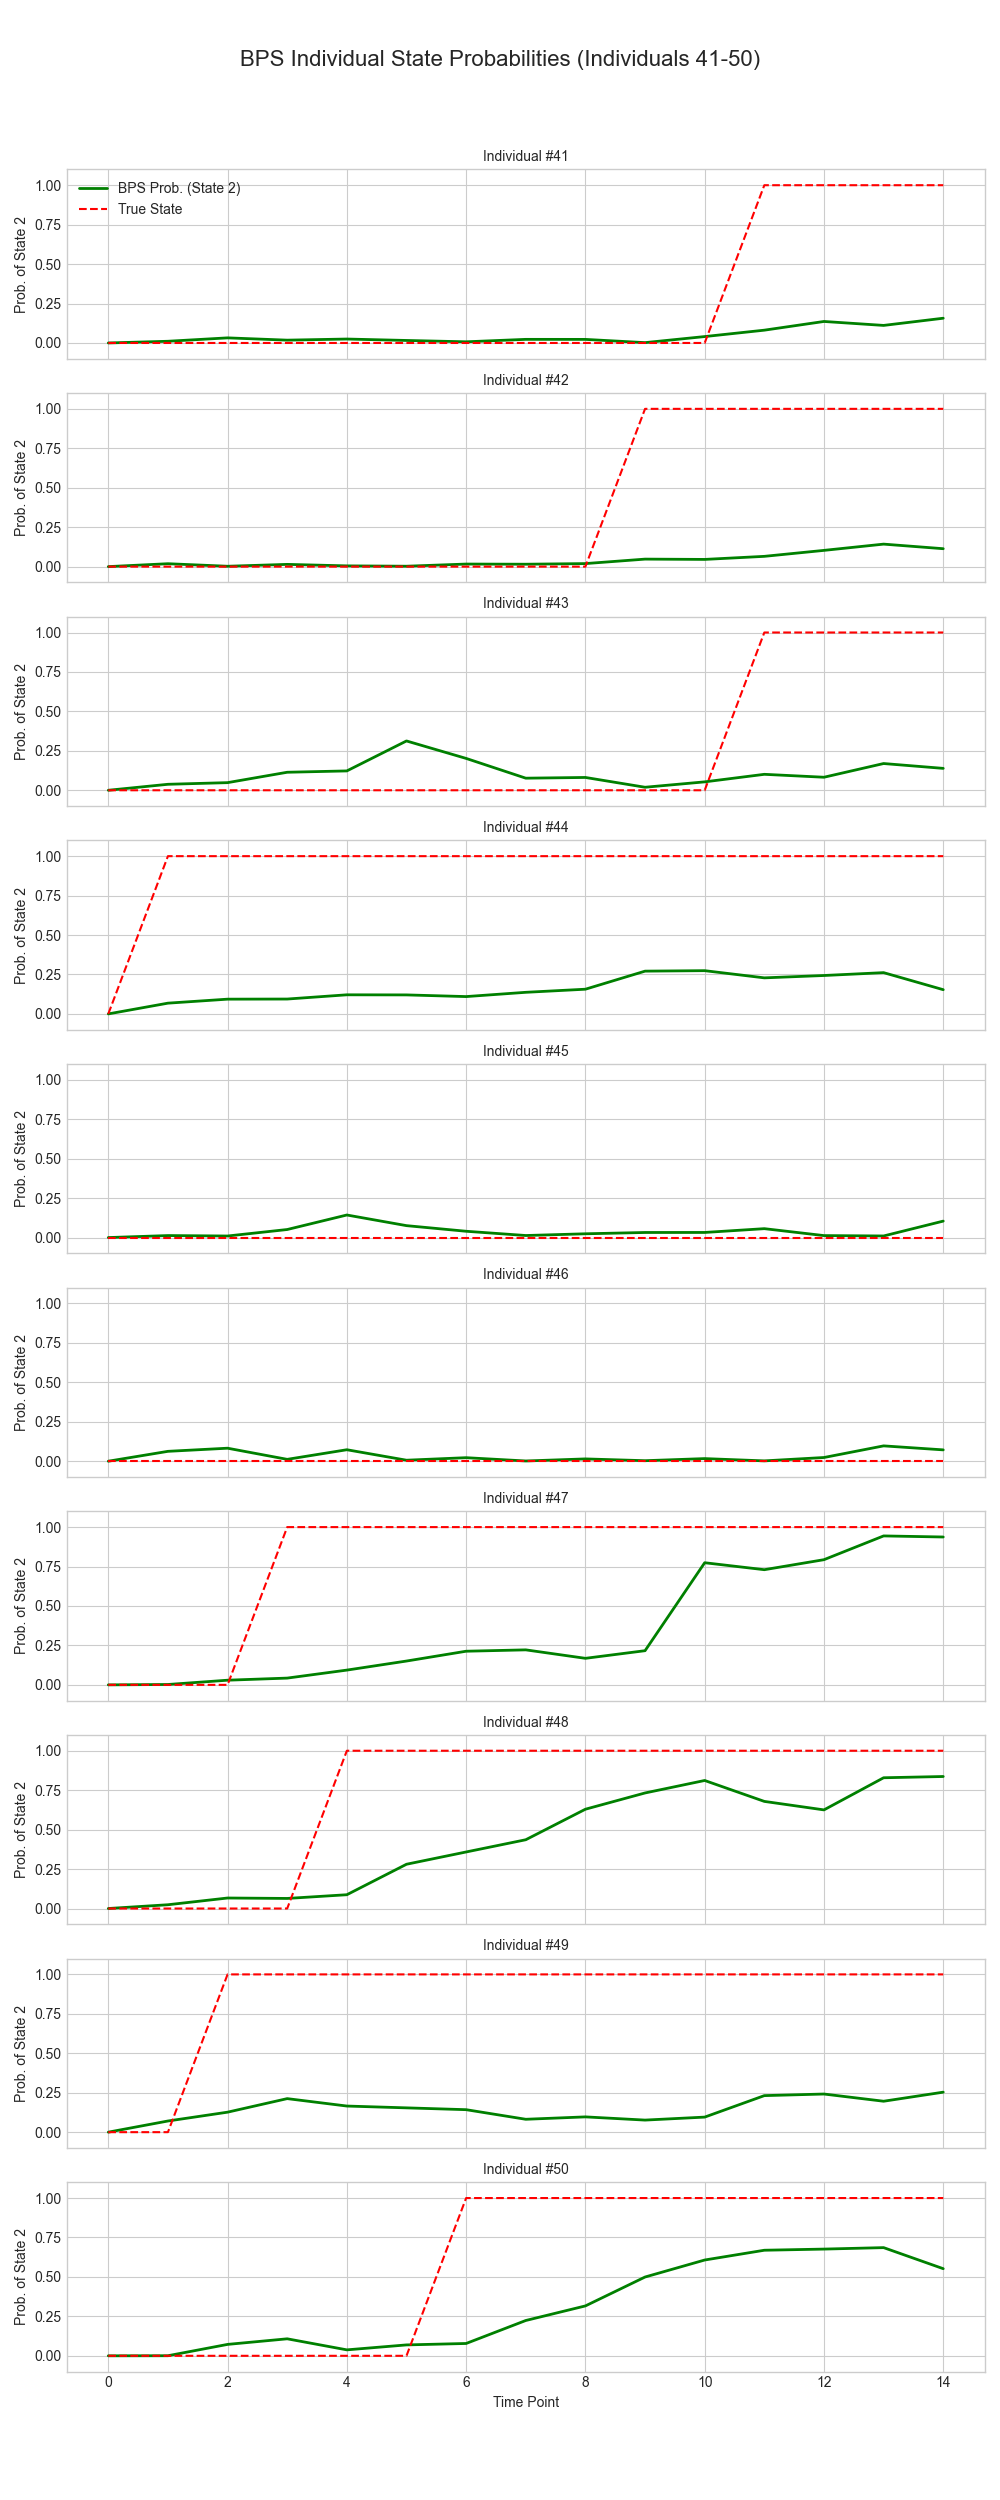 BPS Individual State Probabilities (Individuals 41-50)
Individual #41
BPS Prob. (State 2)
True State
Prob. of State 2
1.00
0.75
0.50
0.25
0.00
Individual #42
Prob. of State 2
1.00
0.75
0.50
0.25
0.00
Individual #43
Prob. of State 2
1.00
0.75
0.50
0.25
0.00
Individual #44
Prob. of State 2
1.00
0.75
0.50
0.25
0.00
Individual #45
Prob. of State 2
1.00
0.75
0.50
0.25
0.00
Individual #46
Prob. of State 2
1.00
0.75
0.50
0.25
0.00
Individual #47
Prob. of State 2
1.00
0.75
0.50
0.25
0.00
Individual #48
Prob. of State 2
1.00
0.75
0.50
0.25
0.00
Individual #49
Prob. of State 2
1.00
0.75
0.50
0.25
0.00
Individual #50
Prob. of State 2
1.00
0.75
0.50
0.25
0.00
0 2 4 6 8 10 12 14
Time Point